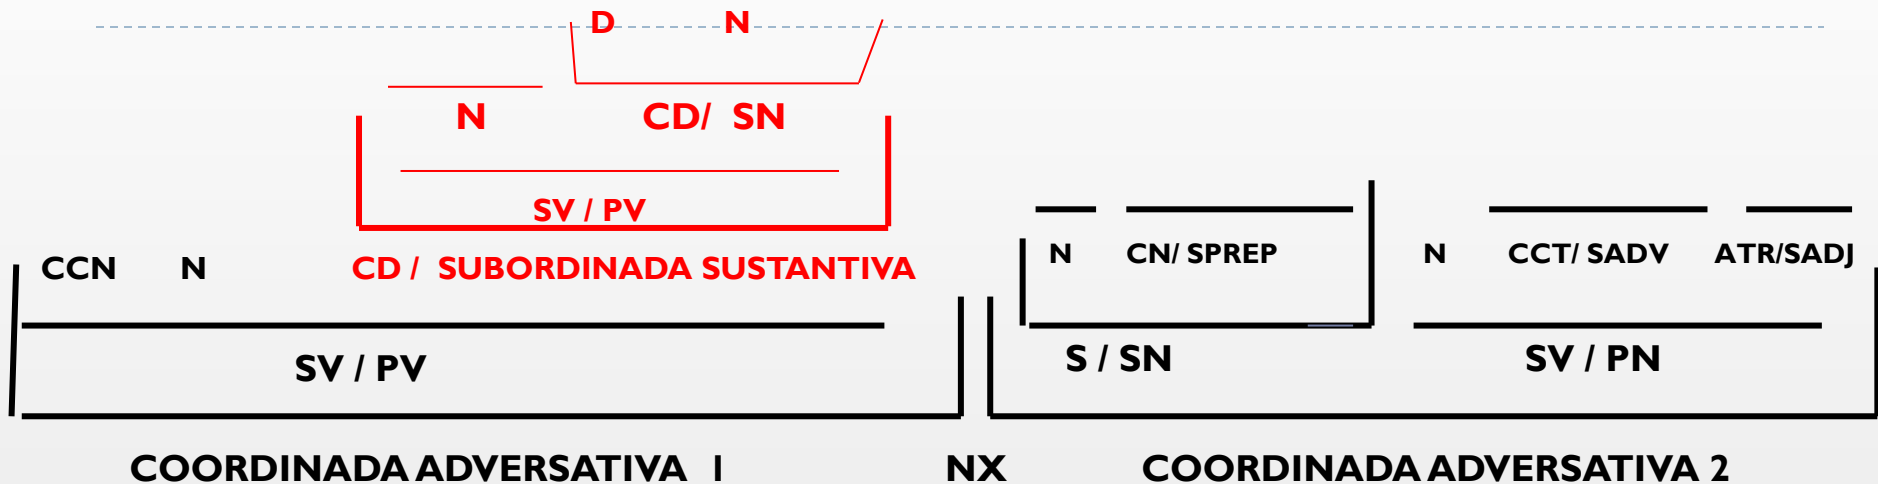 D N
N CD/ SN
SV / PV
N CN/ SPREP N CCT/ SADV ATR/SADJ
CCN N CD / SUBORDINADA SUSTANTIVA
SV / PV S / SN SV / PN
COORDINADA ADVERSATIVA 1 NX COORDINADA ADVERSATIVA 2